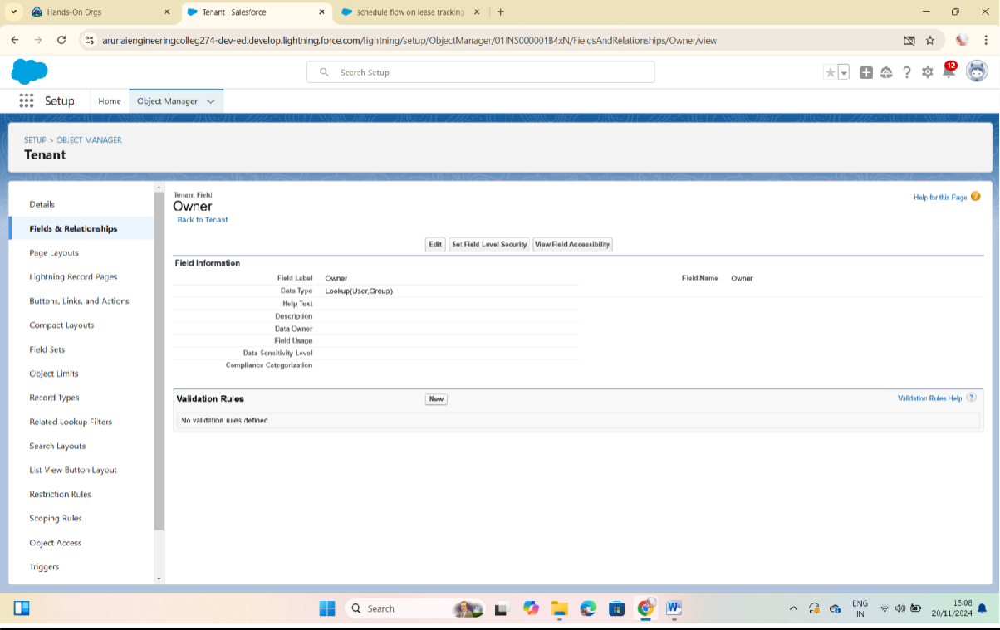 Hands-On Orgs
Tenant | Salesforce
schedule flow on lease tracking
arunaiengineeringcolleg274-dev-ed.develop.lightning.force.com/lightning/setup/ObjectManager/01INS000001B4xN/FieldsAndRelationships/Owner/view
Search Setup
12
Setup
Home
Object Manager
SETUP > OBJECT MANAGER
Tenant
Details
Fields & Relationships
Page Layouts
Lightning Record Pages
Buttons, Links, and Actions
Compact Layouts
Field Sets
Object Limits
Record Types
Related Lookup Filters
Search Layouts
List View Button Layout
Restriction Rules
Scoping Rules
Object Access
Triggers
Tenant Field
Owner
Back to Tenant
Help for this Page
Edit Set Field Level Security View Field Accessibility
Field Information
Field Label Owner Field Name Owner
Data Type Lookup(User,Group)
Help Text
Description
Data Owner
Field Usage
Data Sensitivity Level
Compliance Categorization
Validation Rules New Validation Rules Help ?
No validation rules defined.
Search
ENG
IN
15:08
20/11/2024